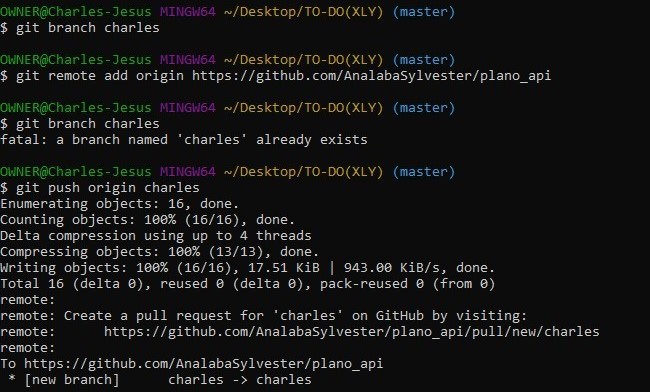 OWNER@Charles-Jesus MINGW64 ~/Desktop/TO-DO(XLY) (master)
$ git branch charles
OWNER@Charles-Jesus MINGW64 ~/Desktop/TO-DO(XLY) (master)
$ git remote add origin https://github.com/AnalabaSylvester/plano_api
OWNER@Charles-Jesus MINGW64 ~/Desktop/TO-DO(XLY) (master)
$ git branch charles
fatal: a branch named 'charles' already exists
OWNER@Charles-Jesus MINGW64 ~/Desktop/TO-DO(XLY) (master)
$ git push origin charles
Enumerating objects: 16, done.
Counting objects: 100% (16/16), done.
Delta compression using up to 4 threads
Compressing objects: 100% (13/13), done.
Writing objects: 100% (16/16), 17.51 KiB | 943.00 KiB/s, done.
Total 16 (delta 0), reused 0 (delta 0), pack-reused 0 (from 0)
remote:
remote: Create a pull request for 'charles' on GitHub by visiting:
remote:      https://github.com/AnalabaSylvester/plano_api/pull/new/charles
remote:
To https://github.com/AnalabaSylvester/plano_api
 * [new branch]      charles -> charles